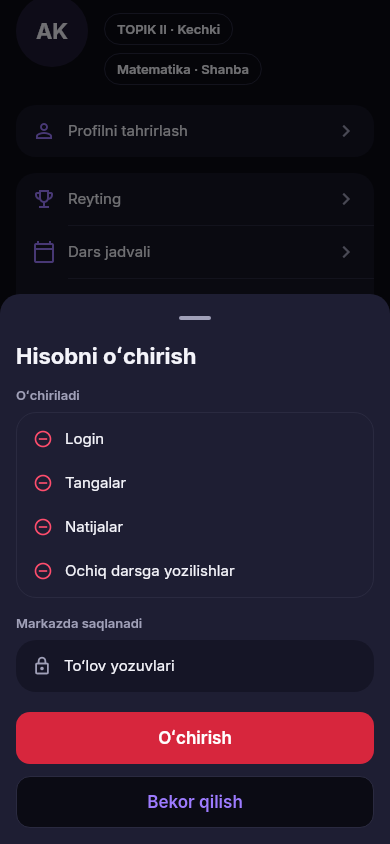 AK
TOPIK II · Kechki
Matematika · Shanba
Profilni tahrirlash
Reyting
Dars jadvali
Hisobni oʻchirish
Oʻchiriladi
Login
Tangalar
Natijalar
Ochiq darsga yozilishlar
Markazda saqlanadi
Toʻlov yozuvlari
Oʻchirish
Bekor qilish